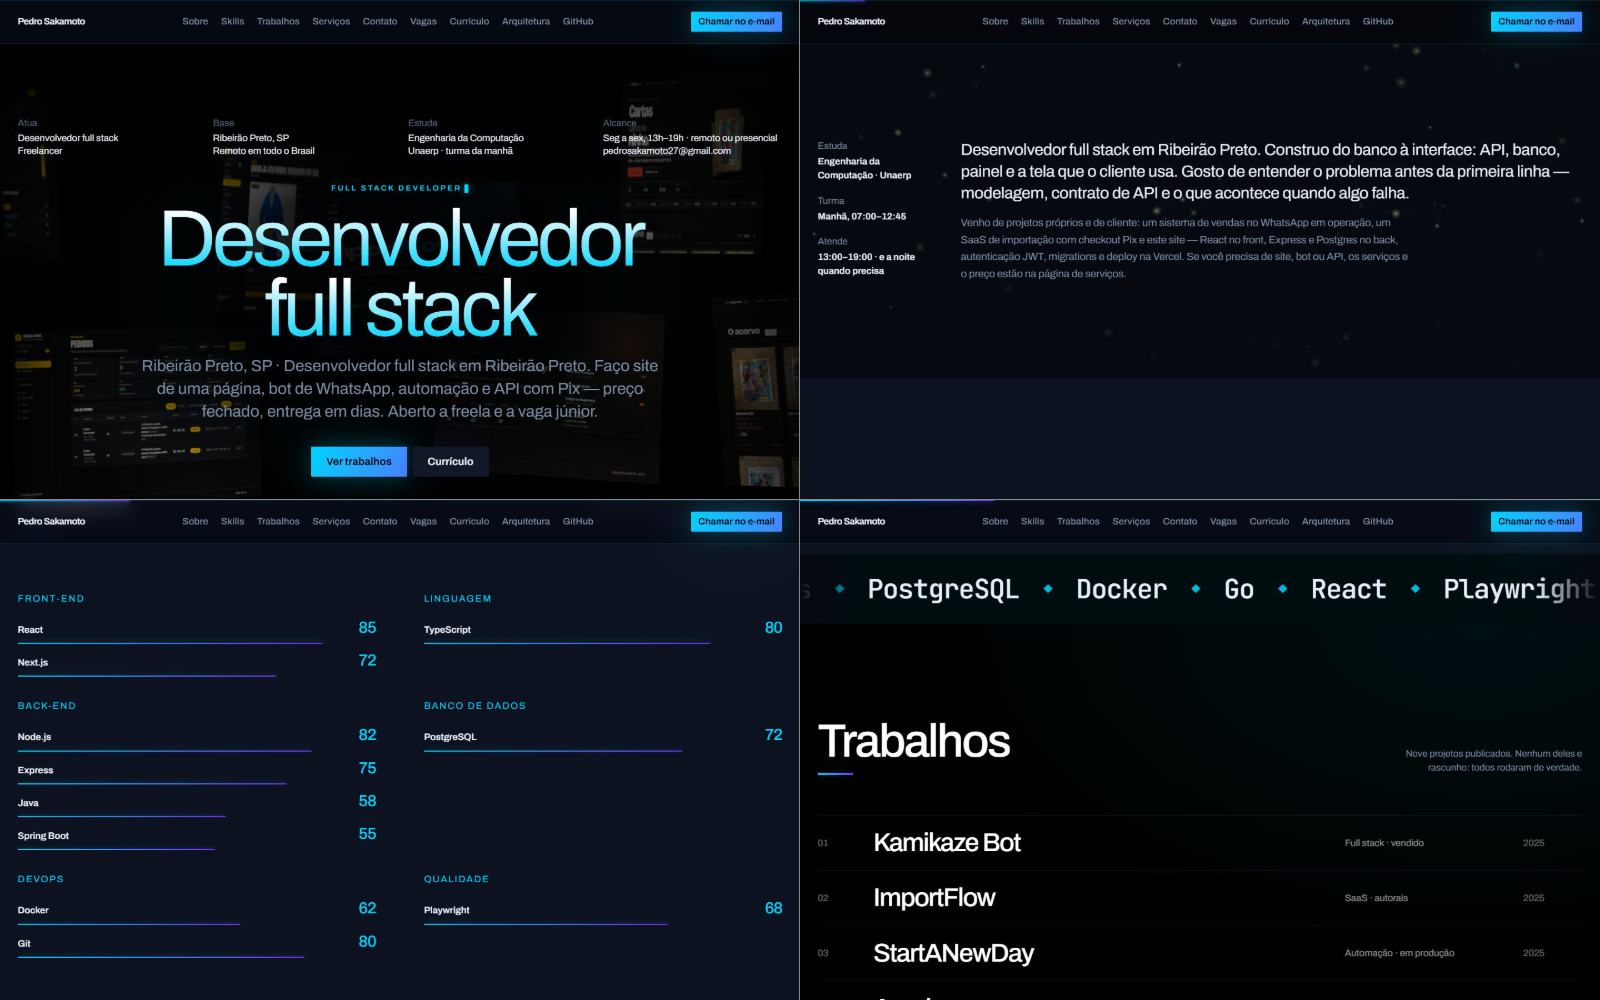 Pedro Sakamoto
Sobre Skills Trabalhos Serviços Contato Vagas Currículo Arquitetura GitHub
Chamar no e-mail
Atua
Desenvolvedor full stack
Freelancer
Base
Ribeirão Preto, SP
Remoto em todo o Brasil
Estuda
Engenharia da Computação
Unaerp · turma da manhã
Alcance
Seg a sex, 13h–19h · remoto ou presencial
pedrosakamoto27@gmail.com
Cartas
PEDIDOS
O acervo
FULL STACK DEVELOPER
Desenvolvedor
full stack
Ribeirão Preto, SP · Desenvolvedor full stack em Ribeirão Preto. Faço site
de uma página, bot de WhatsApp, automação e API com Pix — preço
fechado, entrega em dias. Aberto a freela e a vaga júnior.
Ver trabalhos
Currículo
Pedro Sakamoto
Sobre Skills Trabalhos Serviços Contato Vagas Currículo Arquitetura GitHub
Chamar no e-mail
Estuda
Engenharia da
Computação · Unaerp
Turma
Manhã, 07:00–12:45
Atende
13:00–19:00 · e a noite
quando precisa
Desenvolvedor full stack em Ribeirão Preto. Construo do banco à interface: API, banco,
painel e a tela que o cliente usa. Gosto de entender o problema antes da primeira linha —
modelagem, contrato de API e o que acontece quando algo falha.
Venho de projetos próprios e de cliente: um sistema de vendas no WhatsApp em operação, um
SaaS de importação com checkout Pix e este site — React no front, Express e Postgres no back,
autenticação JWT, migrations e deploy na Vercel. Se você precisa de site, bot ou API, os serviços e
o preço estão na página de serviços.
Pedro Sakamoto
Sobre Skills Trabalhos Serviços Contato Vagas Currículo Arquitetura GitHub
Chamar no e-mail
FRONT-END
React 85
Next.js 72
LINGUAGEM
TypeScript 80
BACK-END
Node.js 82
Express 75
Java 58
Spring Boot 55
BANCO DE DADOS
PostgreSQL 72
DEVOPS
Docker 62
Git 80
QUALIDADE
Playwright 68
Pedro Sakamoto
Sobre Skills Trabalhos Serviços Contato Vagas Currículo Arquitetura GitHub
Chamar no e-mail
s ◆ PostgreSQL ◆ Docker ◆ Go ◆ React ◆ Playwright
Trabalhos
Nove projetos publicados. Nenhum deles e
rascunho: todos rodaram de verdade.
01 Kamikaze Bot Full stack · vendido 2025
02 ImportFlow SaaS · autorais 2025
03 StartANewDay Automação · em produção 2025